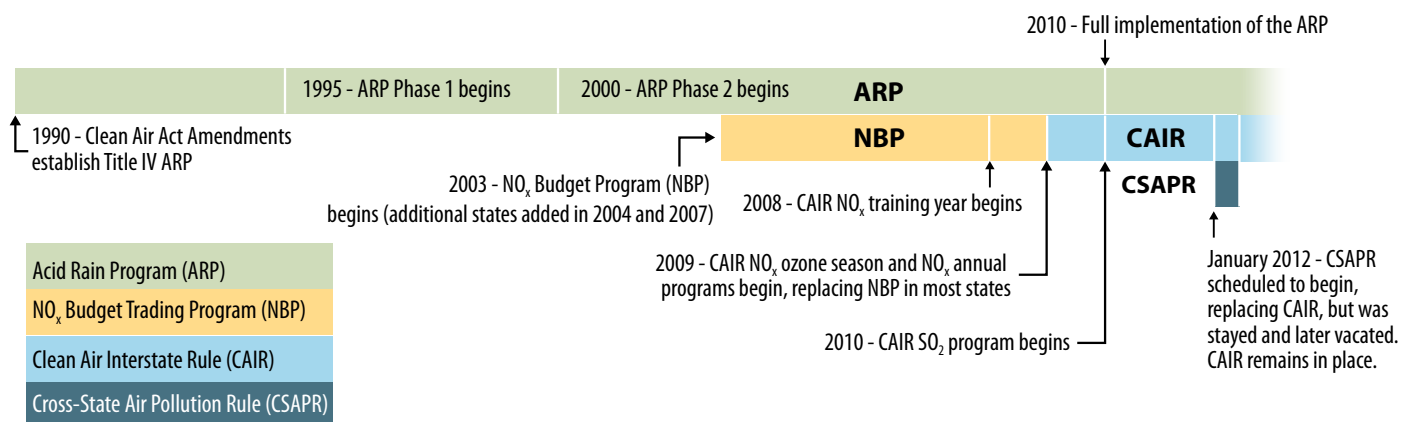 2010 - Full implementation of the ARP
1995 - ARP Phase 1 begins
2000 - ARP Phase 2 begins
ARP
1990 - Clean Air Act Amendments
establish Title IV ARP
NBP
CAIR
2003 - NOx Budget Program (NBP)
begins (additional states added in 2004 and 2007)
CSAPR
2008 - CAIR NOx training year begins
2009 - CAIR NOx ozone season and NOx annual
programs begin, replacing NBP in most states
2010 - CAIR SO2 program begins
January 2012 - CSAPR
scheduled to begin,
replacing CAIR, but was
stayed and later vacated.
CAIR remains in place.
Acid Rain Program (ARP)
NOx Budget Trading Program (NBP)
Clean Air Interstate Rule (CAIR)
Cross-State Air Pollution Rule (CSAPR)